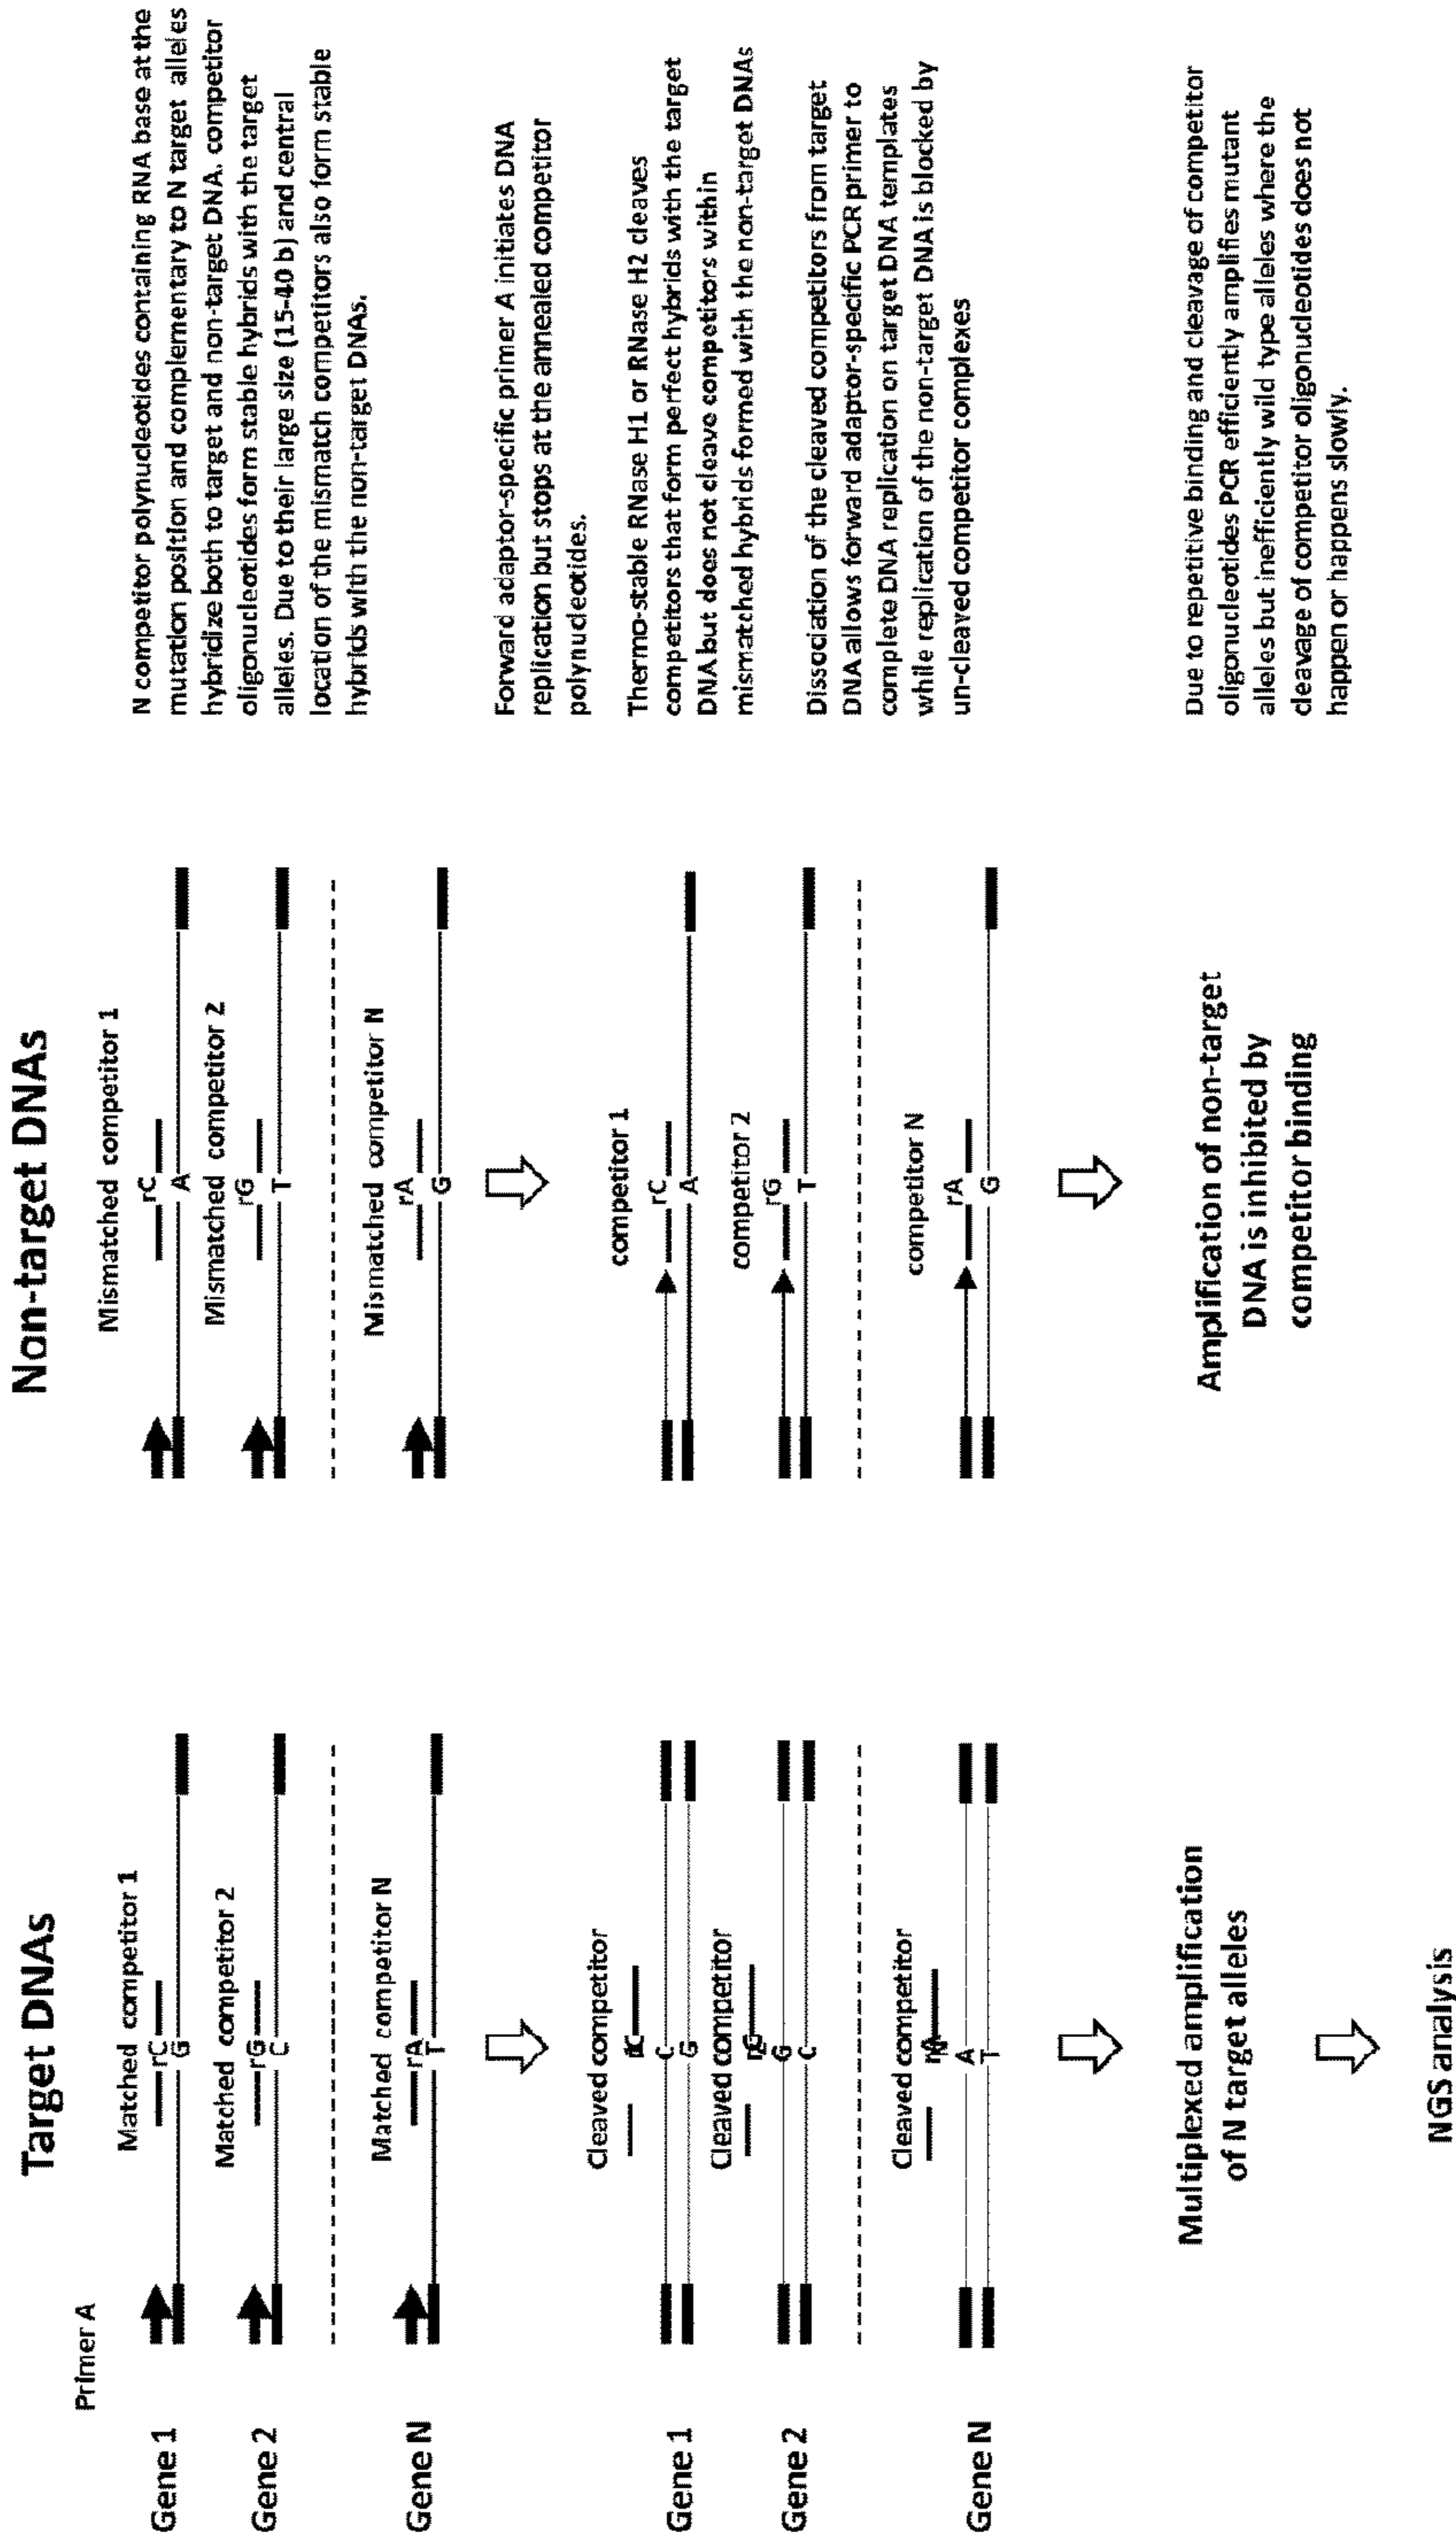 Target DNAs
Non-target DNAs
Primer A
Matched competitor 1
Mismatched competitor 1
Gene 1
rC
G
rC
A
Matched competitor 2
Mismatched competitor 2
Gene 2
rG
C
rG
T
Matched competitor N
Mismatched competitor N
Gene N
rA
T
rA
G
N competitor polynucleotides containing RNA base at the
mutation position and complementary to N target alleles
hybridize both to target and non-target DNA. competitor
oligonucleotides form stable hybrids with the target
alleles. Due to their large size (15-40 b) and central
location of the mismatch competitors also form stable
hybrids with the non-target DNAs.
Cleaved competitor
competitor 1
Gene 1
C
G
rC
A
Cleaved competitor
competitor 2
Gene 2
G
C
rG
T
Cleaved competitor
competitor N
Gene N
A
T
rA
G
Forward adaptor-specific primer A initiates DNA
replication but stops at the annealed competitor
polynucleotides.
Thermo-stable RNase H1 or RNase H2 cleaves
competitors that form perfect hybrids with the target
DNA but does not cleave competitors within
mismatched hybrids formed with the non-target DNAs
Dissociation of the cleaved competitors from target
DNA allows forward adaptor-specific PCR primer to
complete DNA replication on target DNA templates
while replication of the non-target DNA is blocked by
un-cleaved competitor complexes
Multiplexed amplification
of N target alleles
Amplification of non-target
DNA is inhibited by
competitor binding
Due to repetitive binding and cleavage of competitor
oligonucleotides PCR efficiently amplifies mutant
alleles but inefficiently wild type alleles where the
cleavage of competitor oligonucleotides does not
happen or happens slowly.
NGS analysis